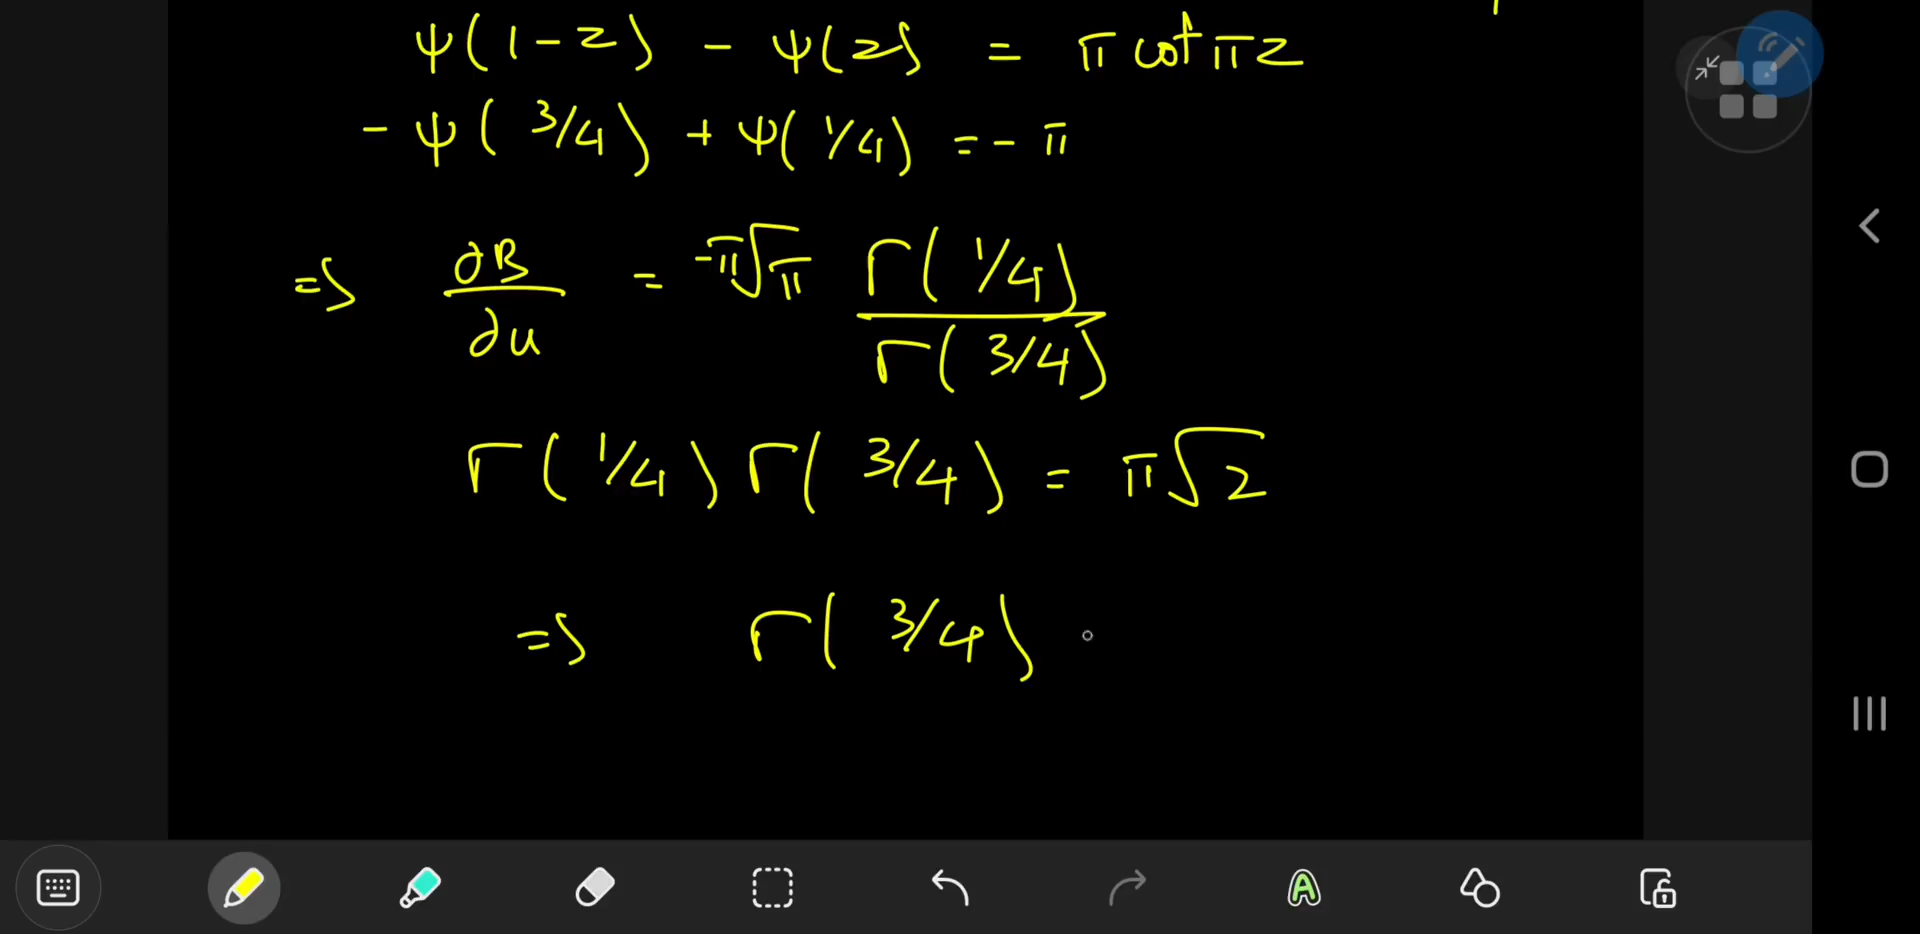 ψ(1-z) - ψ(z) = π cot πz
- ψ(3/4) + ψ(1/4) = - π
=> ∂B/∂u = -π√π Γ(1/4)/Γ(3/4)
Γ(1/4) Γ(3/4) = π√2
=> Γ(3/4)
A